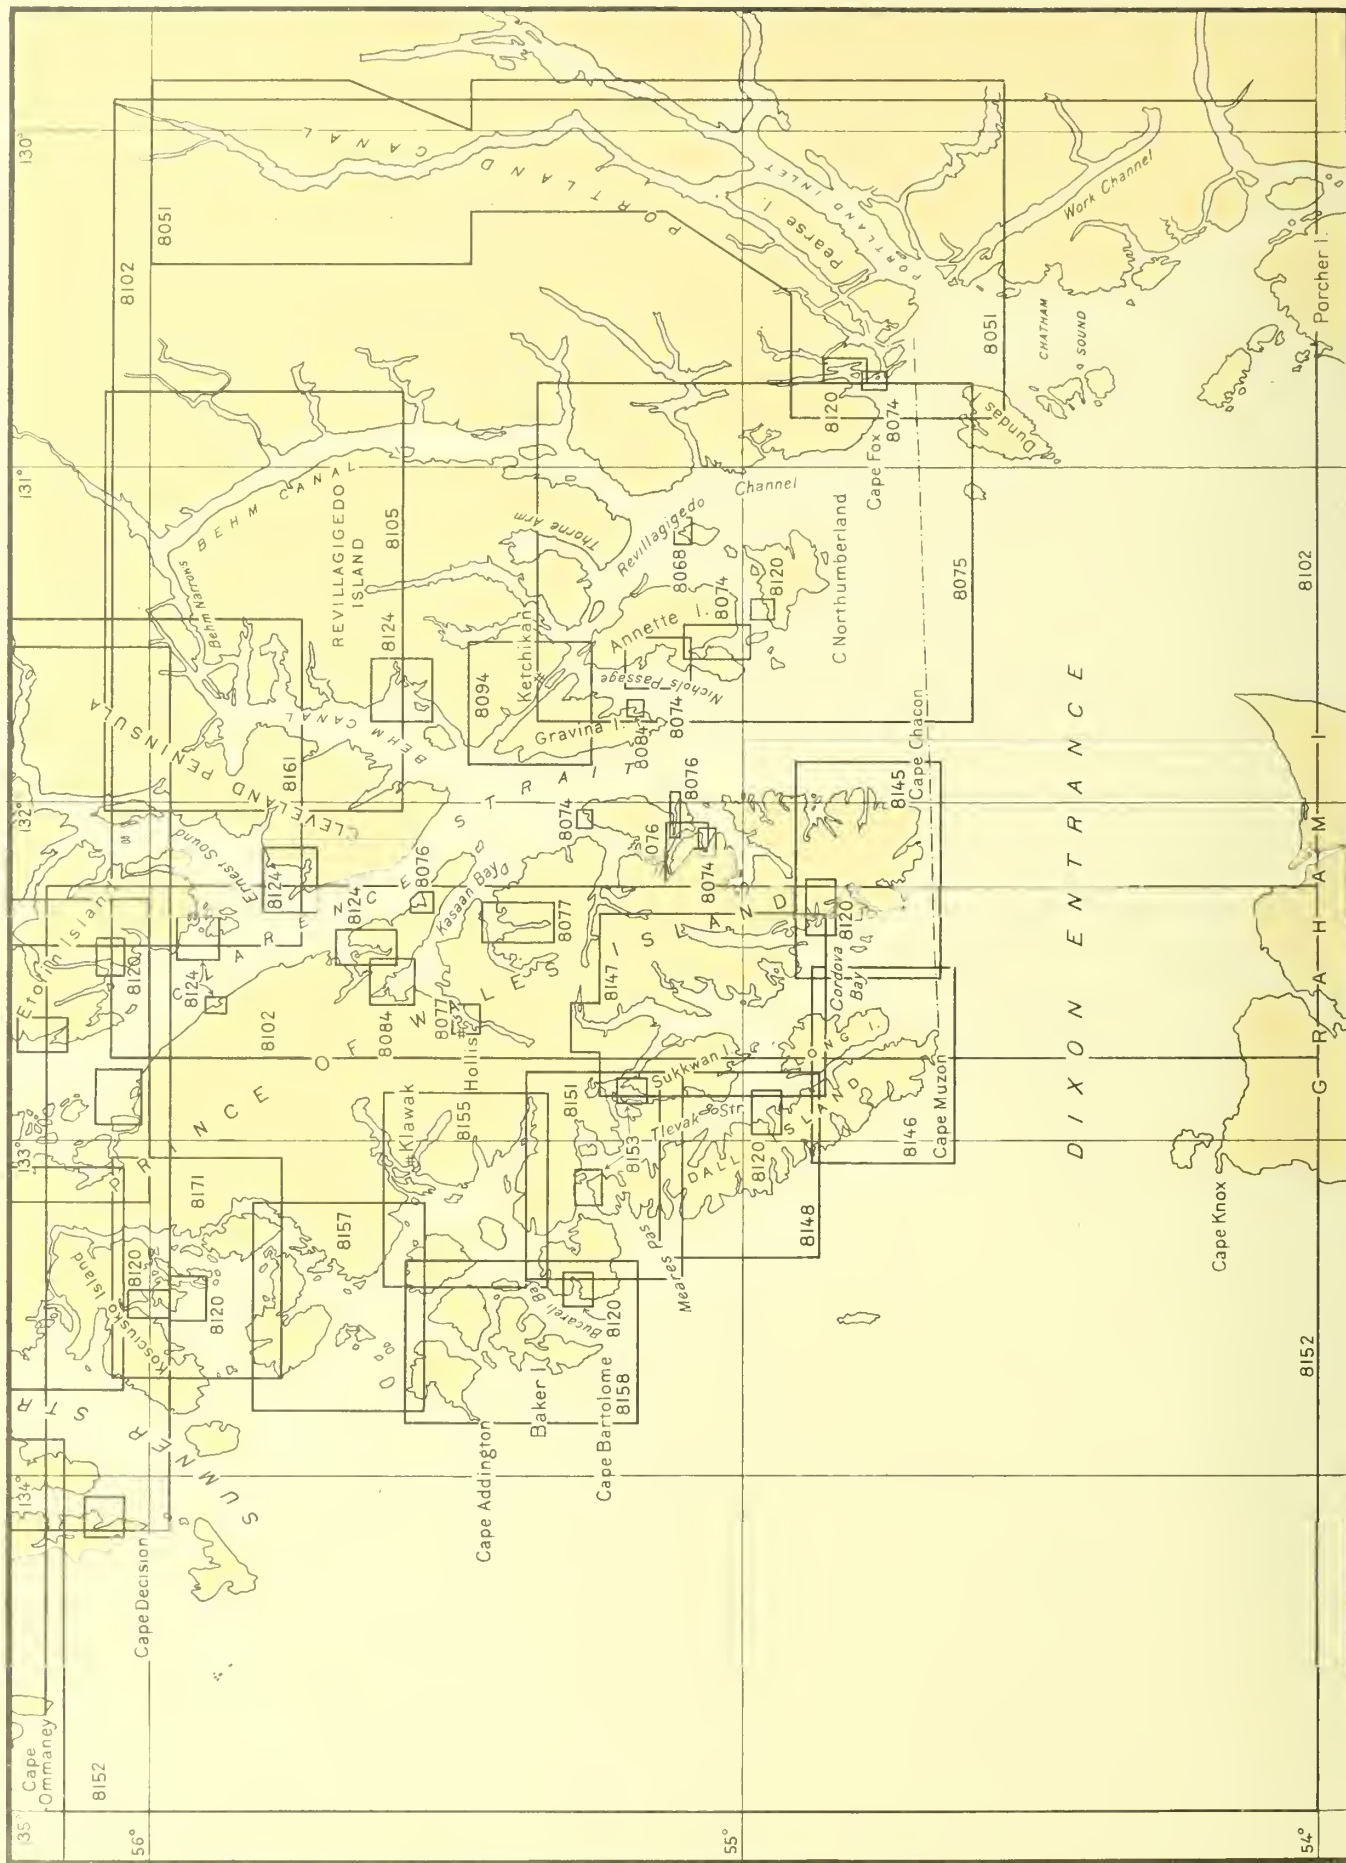 135°
134°
133°
132°
131°
130°
Cape
Ommaney
8152
56°
Cape Decision
SUMNER STR
Kosciusko Island
8120
8120
8171
8157
Etolin Island
8120
8124
8102
8084
8124
8124
Ernest Sound
CLARENCE STRAIT
CLEVELAND PENINSULA
8161
BEHM CANAL
Behm Narrows
BEHM CANAL
REVILLAGIGEDO
ISLAND
8124
8105
8102
8051
PORTLAND CANAL
PRINCE OF WALES ISLAND
Klawak
8155
Hollis
8077
8076
Kasaan Bay
8077
8094
Ketchikan
Gravina I.
Thorne Arm
Cape Addington
Baker I.
Cape Bartolome
8158
Bucareli Bay
8120
8151
8153
8147
Sukkwan I.
8074
8076
076
8074
8084
8074
Nichols Passage
Annette I.
8068
8074
8120
Revillagigedo
Channel
Pearse I.
PORTLAND INLET
55°
Meares Pas
8148
DALL ISLAND
LONG I.
Tlevak Str
8120
8146
Cape Muzon
Cordova
Bay
8120
8145
Cape Chacon
C Northumberland
8075
8120
Cape Fox
8074
Dundas I.
8051
CHATHAM
SOUND
Work Channel
DIXON ENTRANCE
Cape Knox
54°
8152
GRAHAM I
8102
Porcher I.